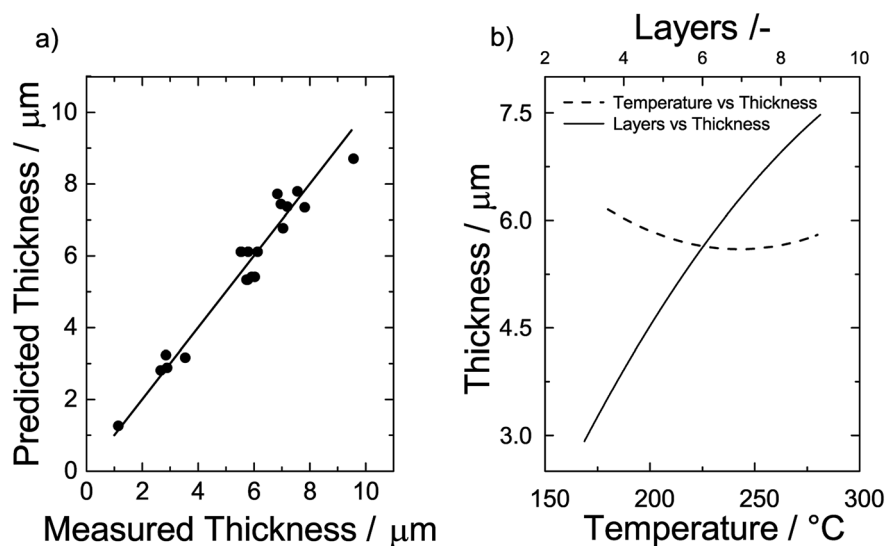 a)
Predicted Thickness / μm
10
8
6
4
2
0
0 2 4 6 8 10
Measured Thickness / μm
b)
Layers /-
2 4 6 8 10
Temperature vs Thickness
Layers vs Thickness
Thickness / μm
7.5
6.0
4.5
3.0
150 200 250 300
Temperature / °C